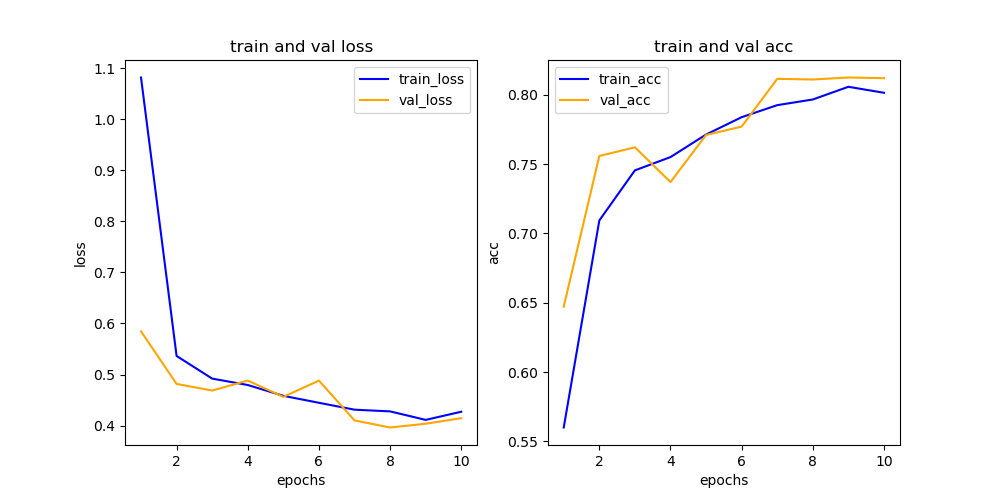 train and val loss
train_loss
val_loss
1.1
1.0
0.9
0.8
0.7
0.6
0.5
0.4
loss
2 4 6 8 10
epochs
train and val acc
train_acc
val_acc
0.80
0.75
0.70
0.65
0.60
0.55
acc
2 4 6 8 10
epochs